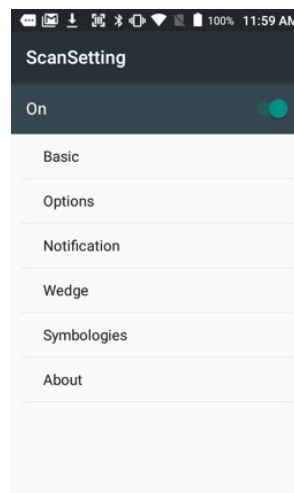 100% 11:59 AM
ScanSetting
On
Basic
Options
Notification
Wedge
Symbologies
About